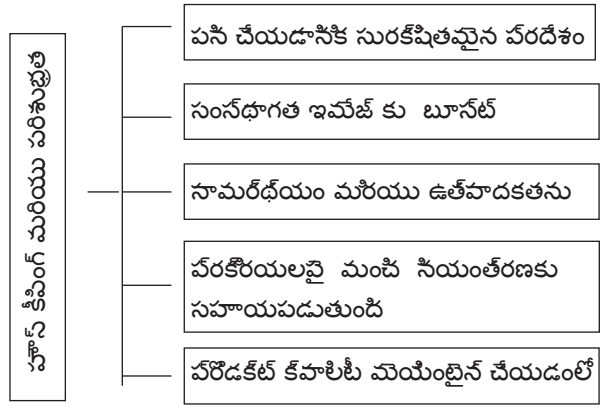 హౌస్ కీపింగ్ మరియు పరిశుభ్రత
పని చేయడానికి సురక్షితమైన ప్రదేశం
సంస్థాగత ఇమేజ్ కు బూస్ట్
సామర్థ్యం మరియు ఉత్పాదకతను
ప్రక్రియలపై మంచి నియంత్రణకు
సహాయపడుతుంది
ప్రొడక్ట్ క్వాలిటీ మెయింటైన్ చేయడంలో